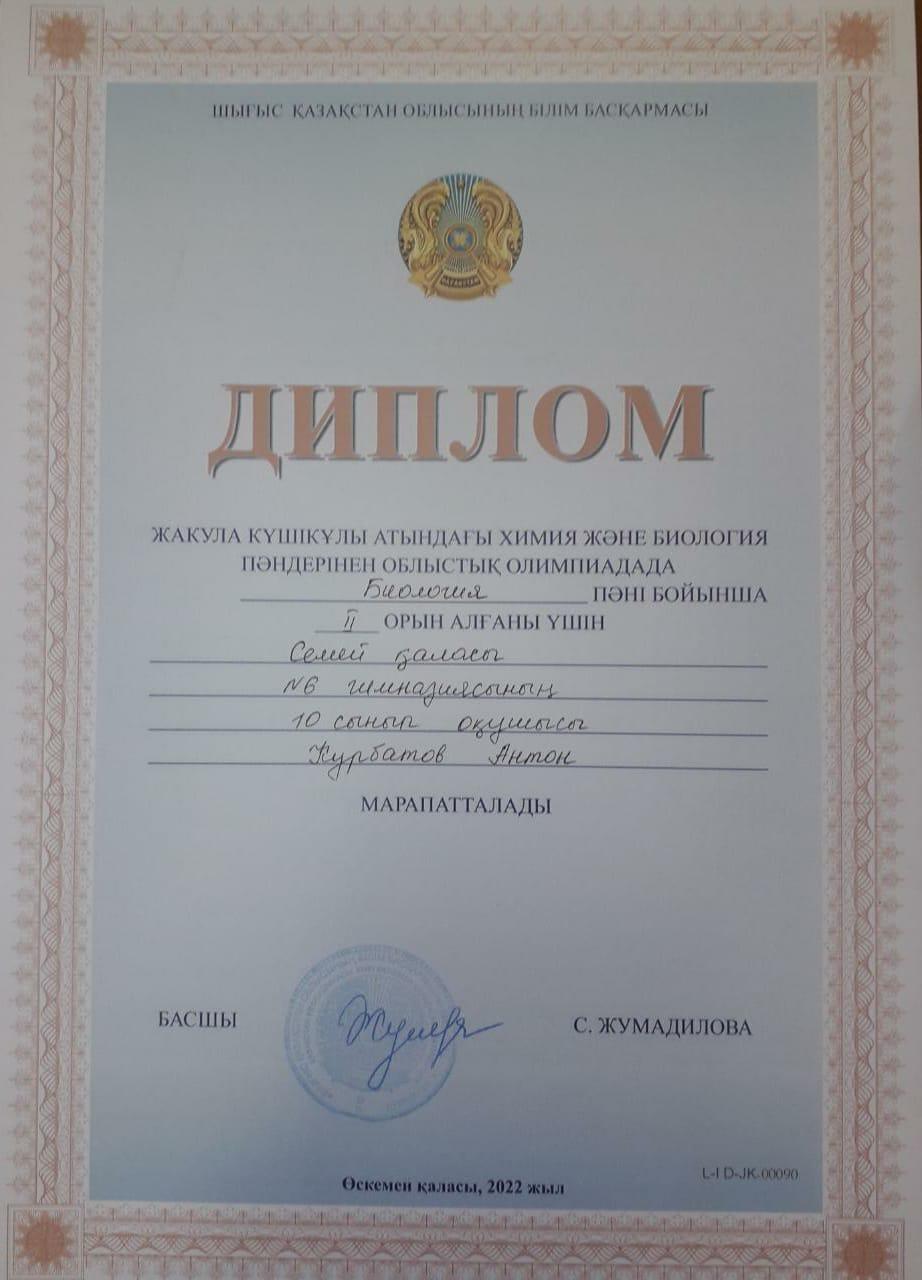 ШЫҒЫС ҚАЗАҚСТАН ОБЛЫСЫНЫҢ БІЛІМ БАСҚАРМАСЫ
ҚАЗАҚСТАН
ДИПЛОМ
ЖАКУЛА КҮШІКҰЛЫ АТЫНДАҒЫ ХИМИЯ ЖӘНЕ БИОЛОГИЯ
ПӘНДЕРІНЕН ОБЛЫСТЫҚ ОЛИМПИАДАДА
Биология ПӘНІ БОЙЫНША
II ОРЫН АЛҒАНЫ ҮШІН
Семей қаласы
№6 гимназиясының
10 сынып оқушысы
Курбатов Антон
МАРАПАТТАЛАДЫ
БАСШЫ С. ЖУМАДИЛОВА
L-I D-JK-00090
Өскемен қаласы, 2022 жыл